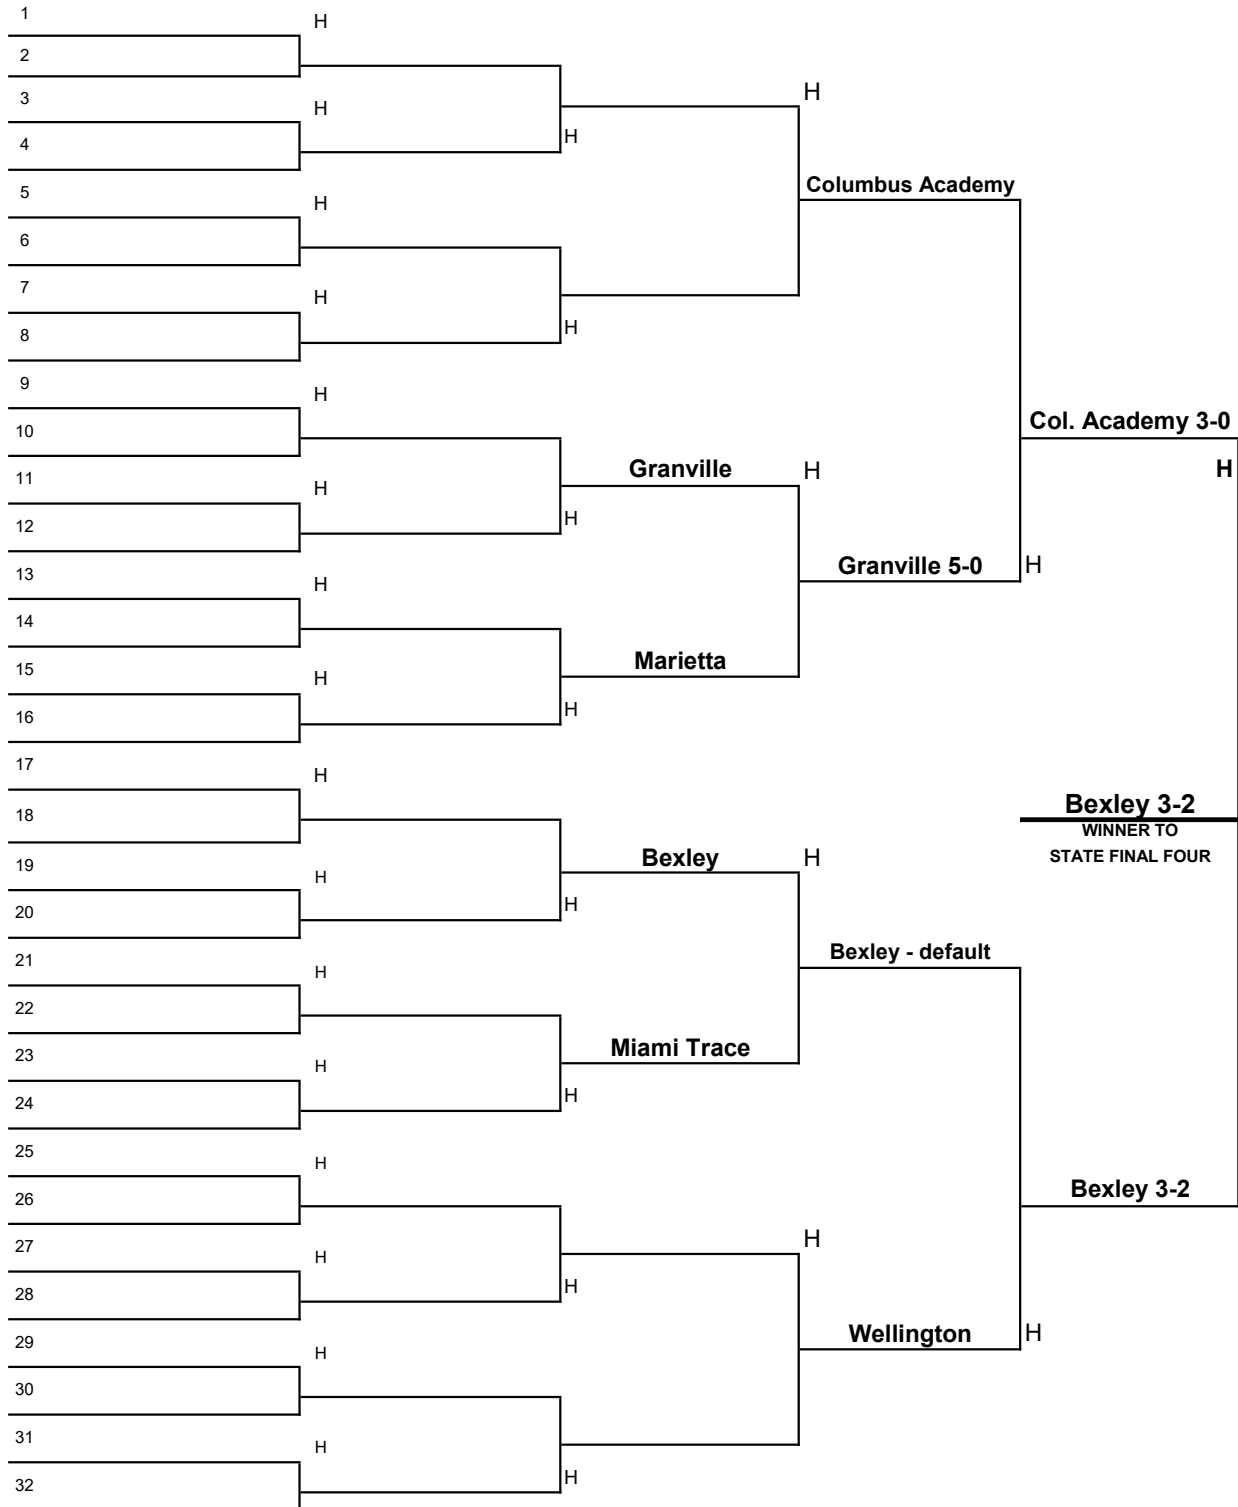 1
H
2
3
H
H
4
H
5
H
Columbus Academy
6
7
H
8
H
9
H
10
Col. Academy 3-0
11
H
Granville
H
H
12
H
13
H
Granville 5-0
H
14
15
H
Marietta
16
H
17
H
18
Bexley 3-2
WINNER TO
STATE FINAL FOUR
19
H
Bexley
H
20
H
21
H
Bexley - default
22
23
H
Miami Trace
24
H
25
H
26
Bexley 3-2
27
H
H
28
H
29
H
Wellington
H
30
31
H
32
H